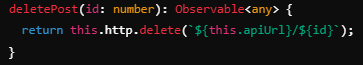 deletePost(id: number): Observable<any> {
  return this.http.delete(`${this.apiUrl}/${id}`);
}